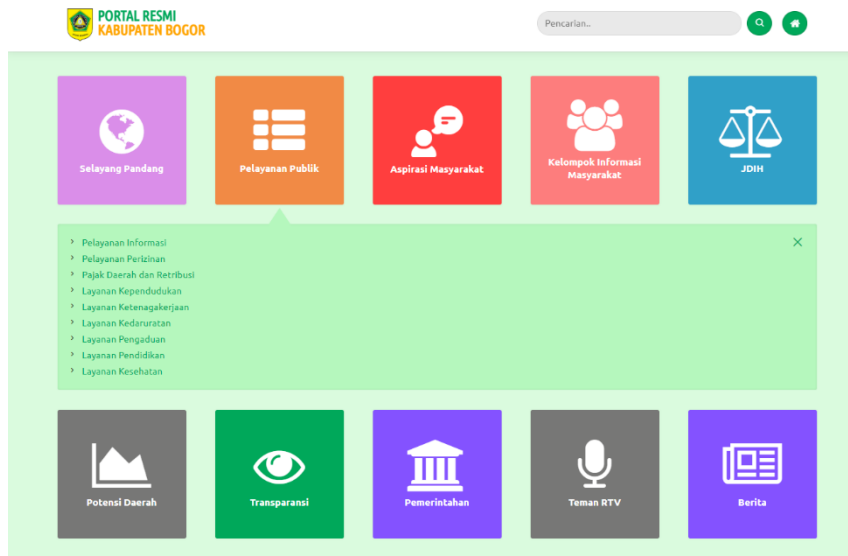 PORTAL RESMI
KABUPATEN BOGOR
Pencarian..
Selayang Pandang
Pelayanan Publik
Aspirasi Masyarakat
Kelompok Informasi
Masyarakat
JDIH
Pelayanan Informasi
Pelayanan Perizinan
Pajak Daerah dan Retribusi
Layanan Kependudukan
Layanan Ketenagakerjaan
Layanan Kedaruratan
Layanan Pengaduan
Layanan Pendidikan
Layanan Kesehatan
Potensi Daerah
Transparansi
Pemerintahan
Teman RTV
Berita